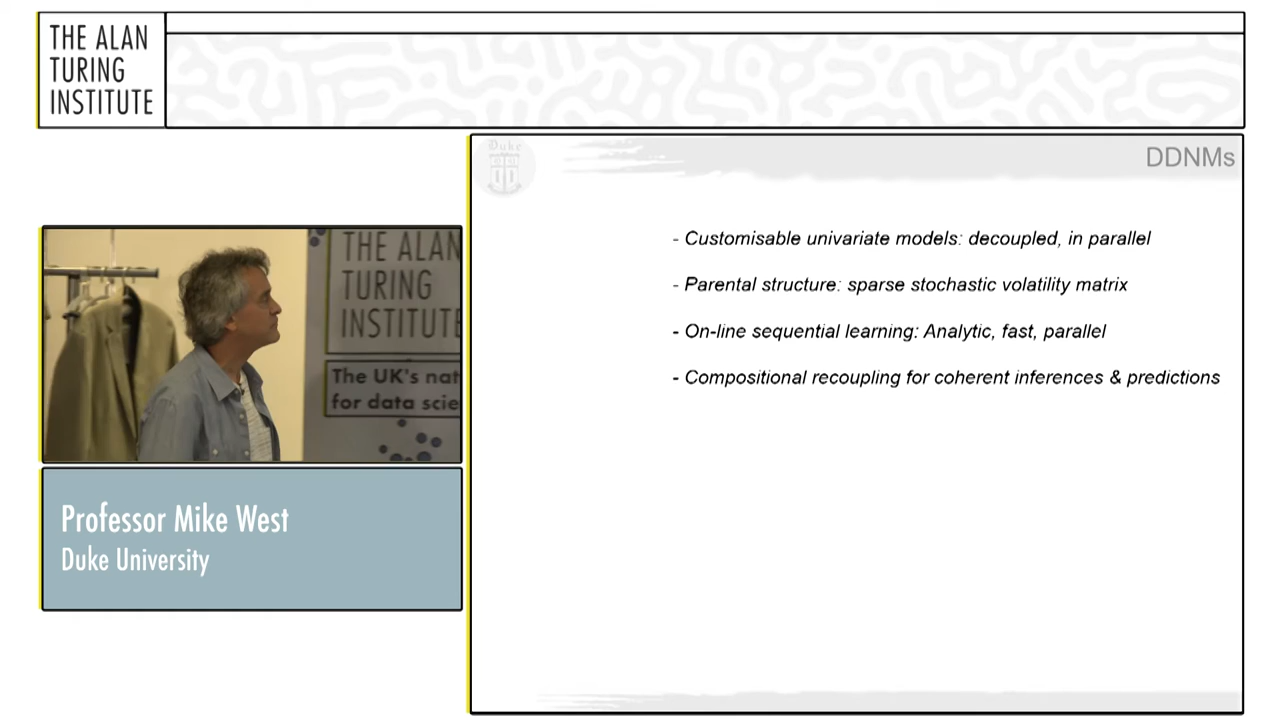 THE ALAN
TURING
INSTITUTE
Duke
DDNMs
- Customisable univariate models: decoupled, in parallel
- Parental structure: sparse stochastic volatility matrix
- On-line sequential learning: Analytic, fast, parallel
- Compositional recoupling for coherent inferences & predictions
THE ALAN
TURING
INSTITUTE
The UK's nat
for data scie
Professor Mike West
Duke University